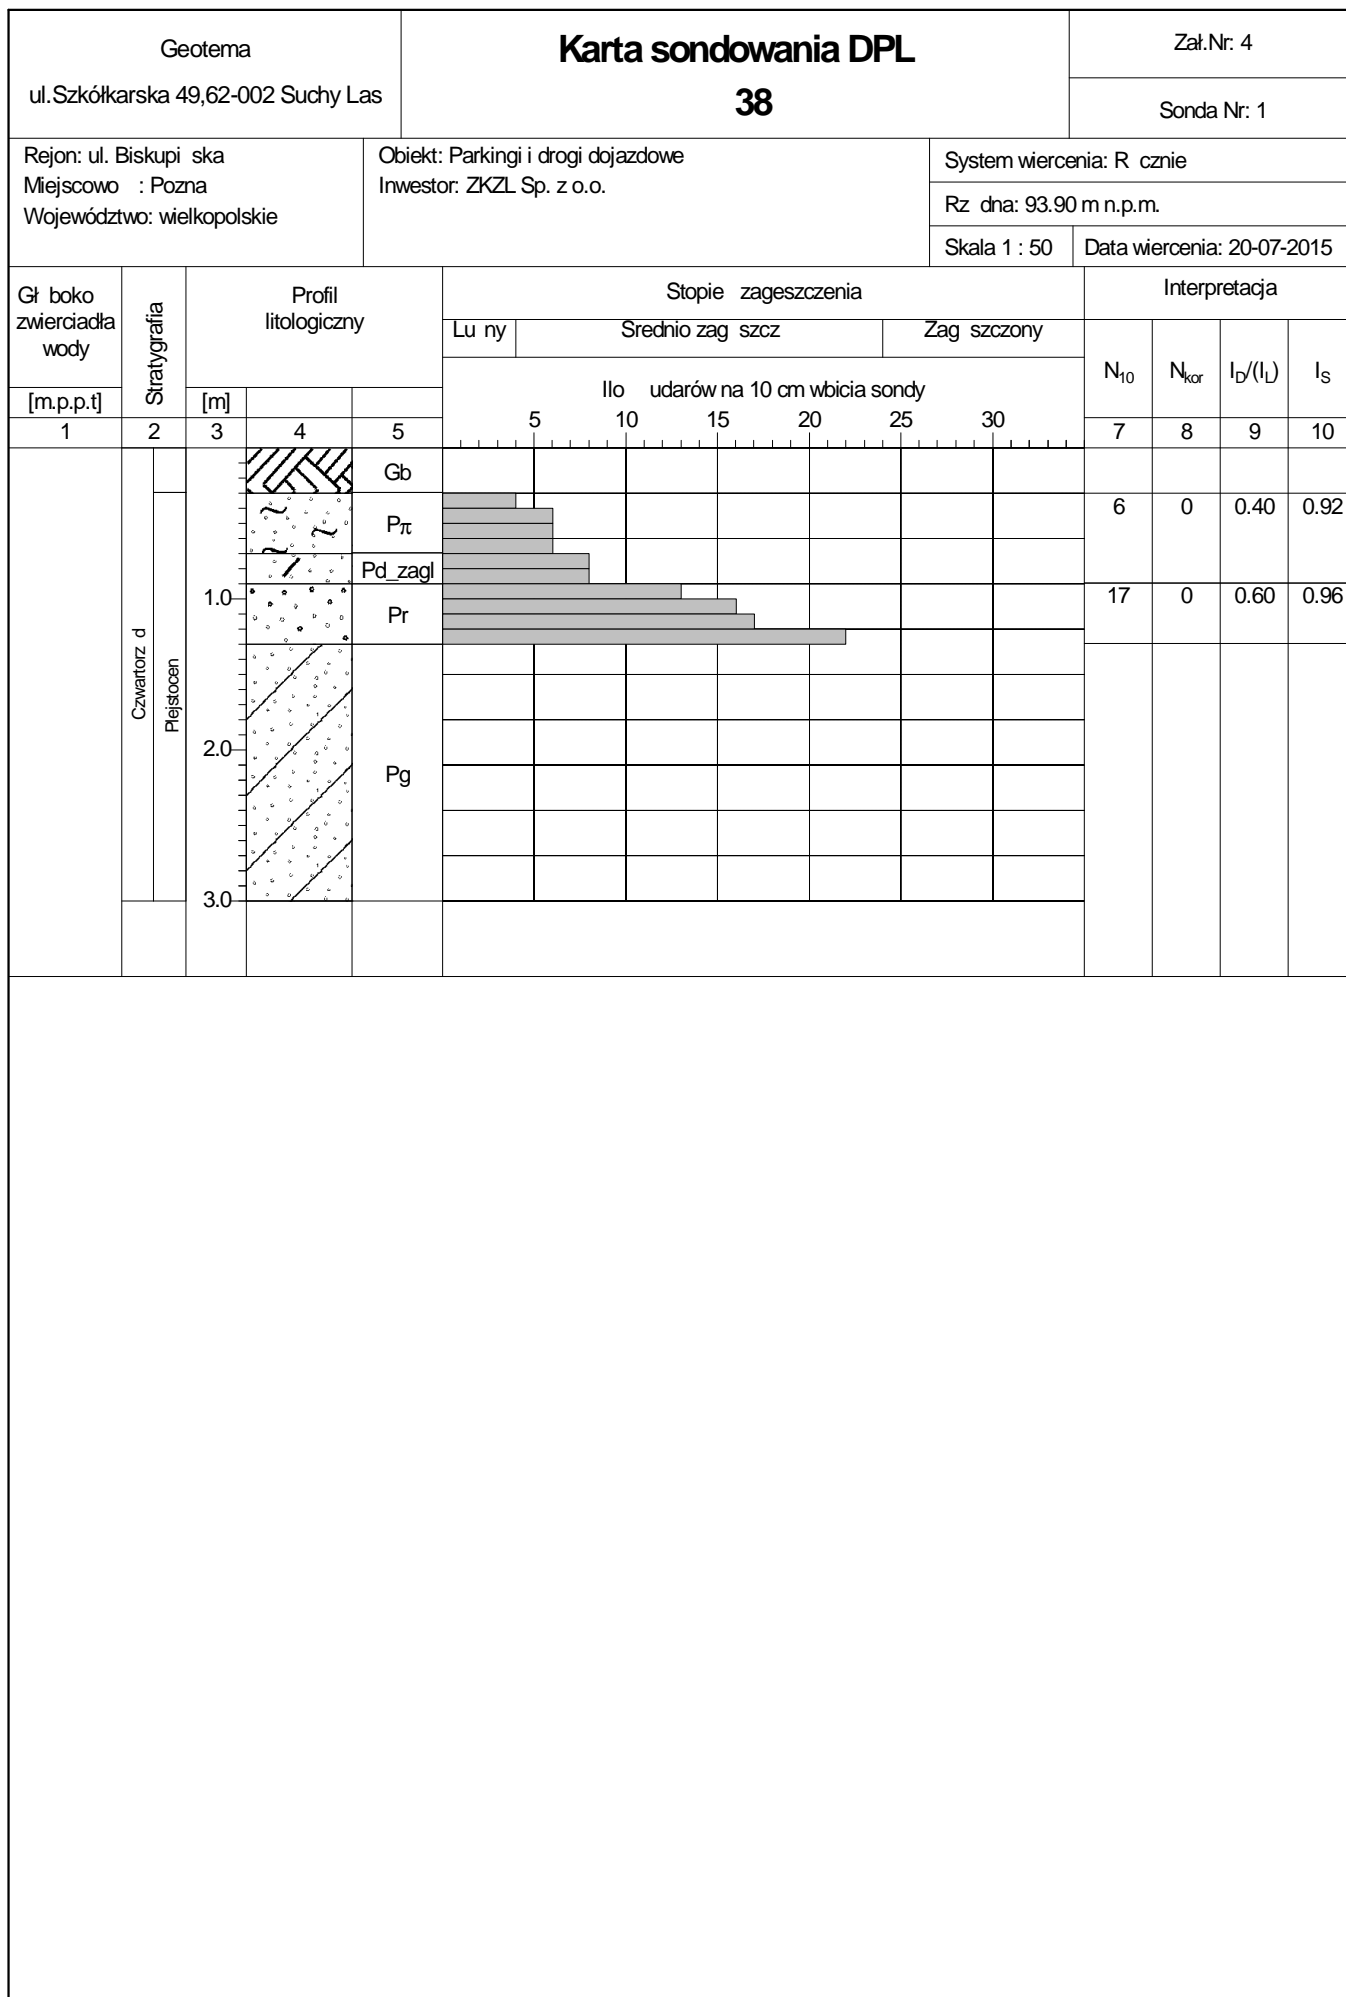 Geotema
ul.Szkółkarska 49,62-002 Suchy Las
Karta sondowania DPL
38
Zał.Nr: 4
Sonda Nr: 1
Rejon: ul. Biskupi ska
Miejscowo : Pozna
Województwo: wielkopolskie
Obiekt: Parkingi i drogi dojazdowe
Inwestor: ZKZL Sp. z o.o.
System wiercenia: R cznie
Rz dna: 93.90 m n.p.m.
Skala 1 : 50
Data wiercenia: 20-07-2015
Gł boko
zwierciadła
wody
[m.p.p.t]
Stratygrafia
Profil
litologiczny
[m]
Stopie zageszczenia
Lu ny
Srednio zag szcz
Zag szczony
Ilo udarów na 10 cm wbicia sondy
5 10 15 20 25 30
Interpretacja
N10 Nkor ID/(IL) IS
1 2 3 4 5 7 8 9 10
Gb
Pπ
6 0 0.40 0.92
Pd_zagl
1.0
Pr
17 0 0.60 0.96
Czwartorz d
Plejstocen
2.0
Pg
3.0